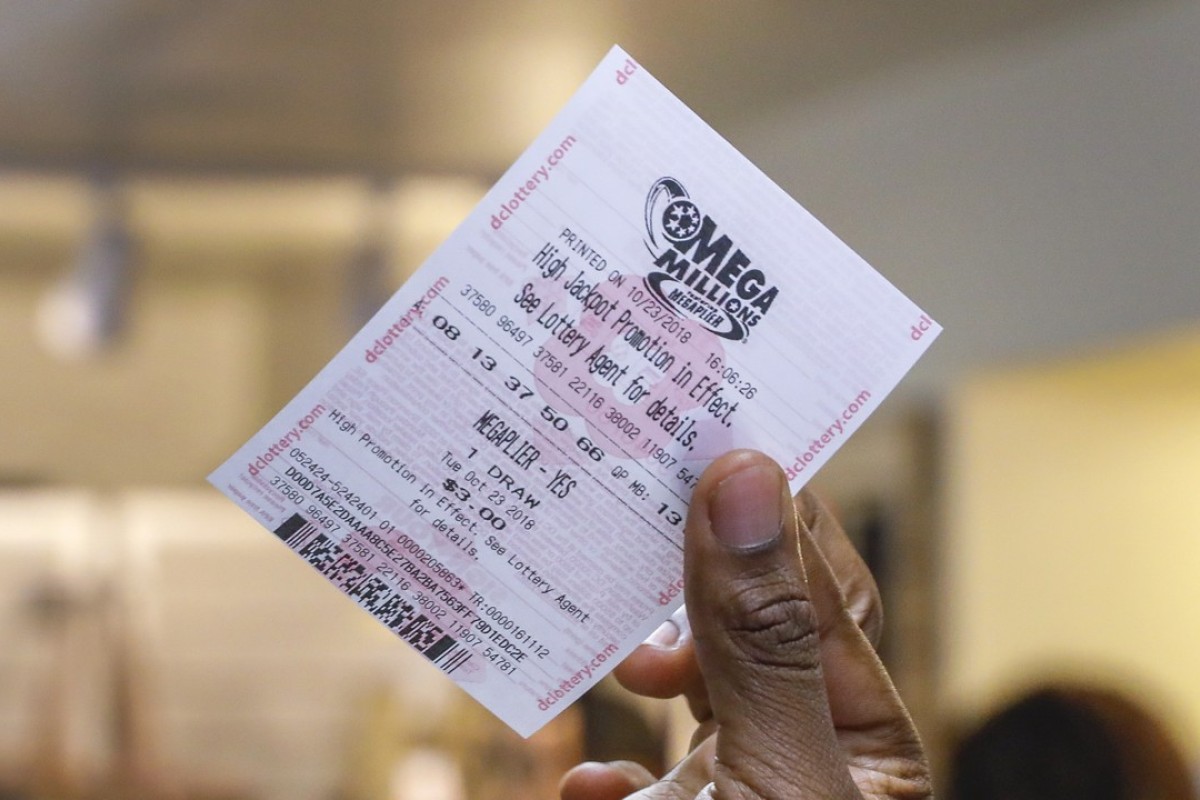 dcl
dclottery.com
MEGA
MILLIONS
MEGAPLIER
PRINTED ON 10/23/2018 16:06:26
High Jackpot Promotion in Effect.
See Lottery Agent for details.
37580 96497 37581 22116 38002 11907 547
08 13 37 50 66 QP MB: 13
MEGAPLIER - YES
1 DRAW
Tue Oct 23 2018
$3.00
High Promotion in Effect. See Lottery Agent
for details.
052424-5242401 01 0000205863* TR:0000161112
37580 96497 37581 22116 38002 11907 54781
dclottery.com
dclottery.com
dcl
dclottery.com
dcl
dclottery.com